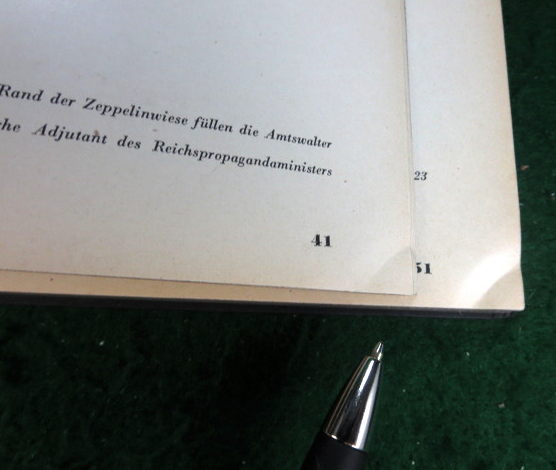 Rand der Zeppelinwiese füllen die Amtswalter
che Adjutant des Reichspropagandaministers
23
41
51